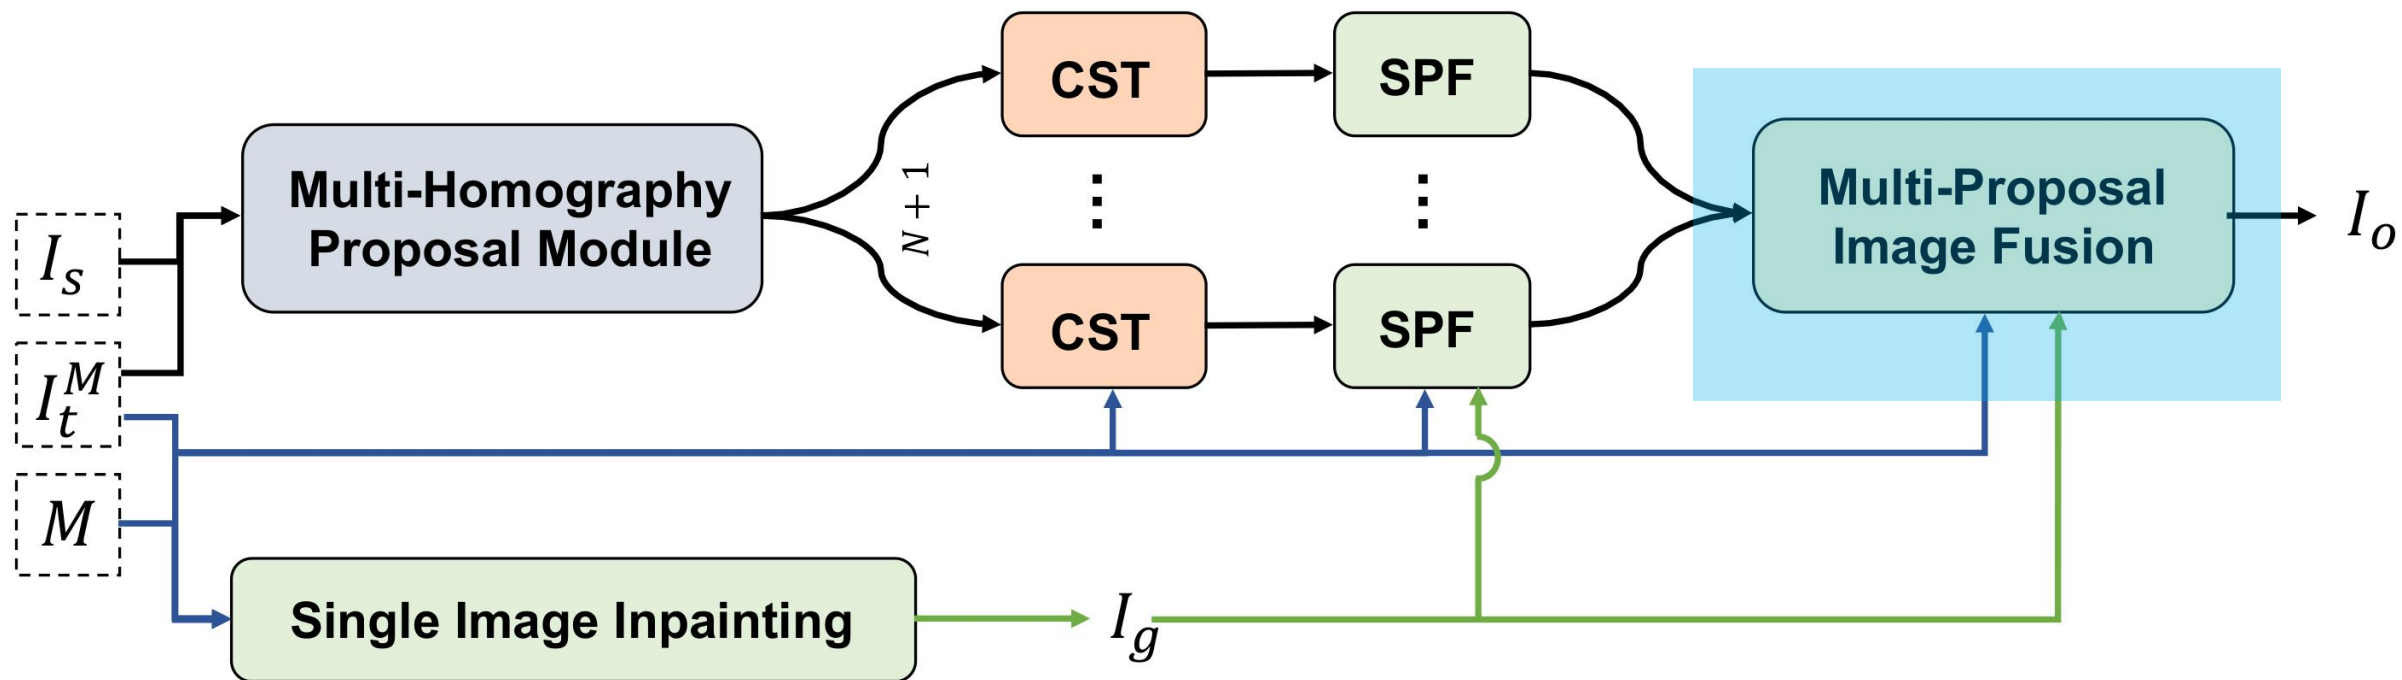 CST
SPF
Multi-Homography
Proposal Module
N + 1
⋮
⋮
Multi-Proposal
Image Fusion
I_o
I_s
CST
SPF
I_t^M
M
Single Image Inpainting
I_g